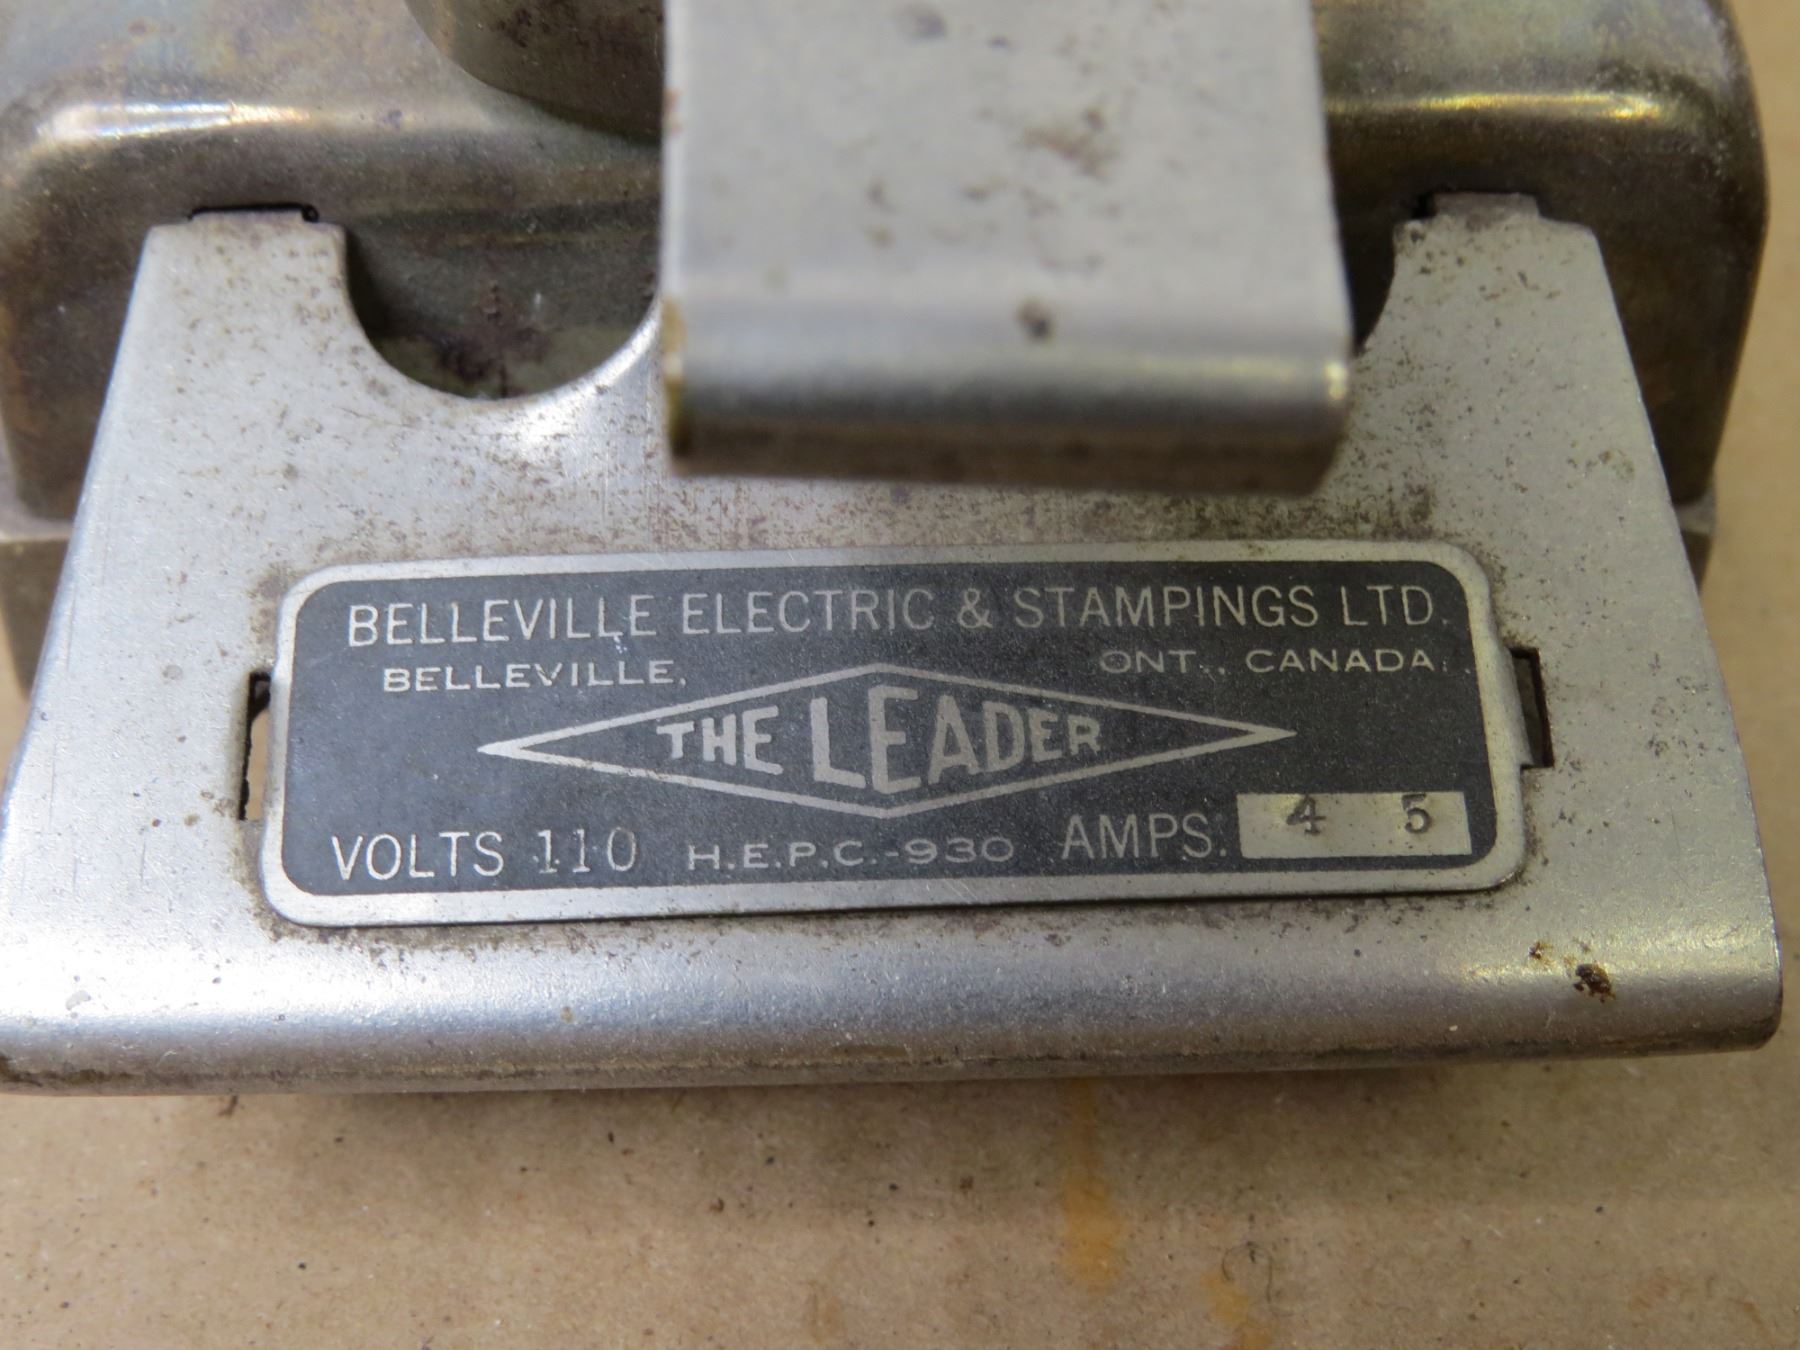 BELLEVILLE ELECTRIC & STAMPINGS LTD.
BELLEVILLE, ONT., CANADA.
THE LEADER
VOLTS 110 H.E.P.C.-930 AMPS. 4 5